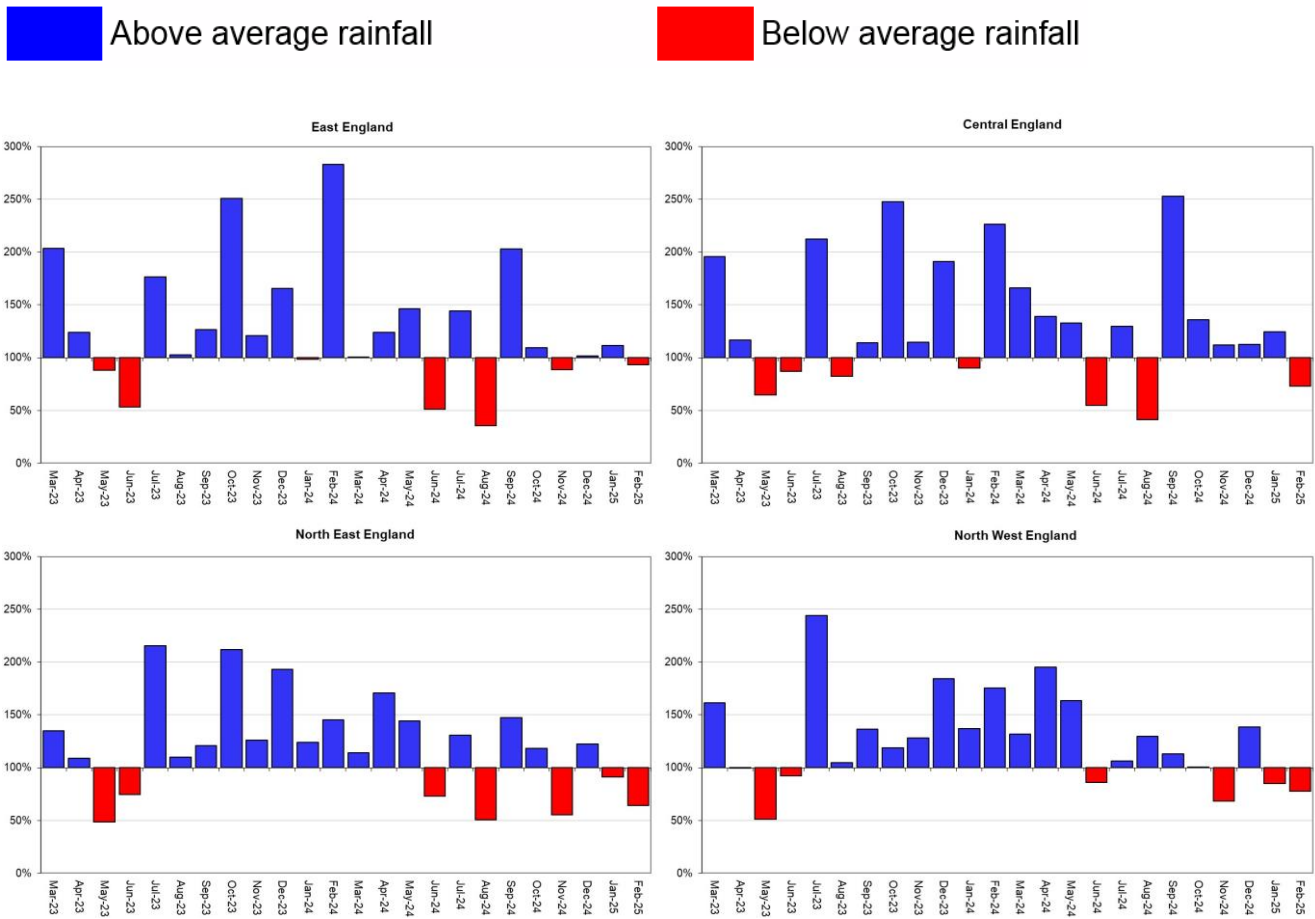 Above average rainfall
Below average rainfall
East England
300%
250%
200%
150%
100%
50%
0%
Mar-23
Apr-23
May-23
Jun-23
Jul-23
Aug-23
Sep-23
Oct-23
Nov-23
Dec-23
Jan-24
Feb-24
Mar-24
Apr-24
May-24
Jun-24
Jul-24
Aug-24
Sep-24
Oct-24
Nov-24
Dec-24
Jan-25
Feb-25
Central England
300%
250%
200%
150%
100%
50%
0%
Mar-23
Apr-23
May-23
Jun-23
Jul-23
Aug-23
Sep-23
Oct-23
Nov-23
Dec-23
Jan-24
Feb-24
Mar-24
Apr-24
May-24
Jun-24
Jul-24
Aug-24
Sep-24
Oct-24
Nov-24
Dec-24
Jan-25
Feb-25
North East England
300%
250%
200%
150%
100%
50%
0%
Mar-23
Apr-23
May-23
Jun-23
Jul-23
Aug-23
Sep-23
Oct-23
Nov-23
Dec-23
Jan-24
Feb-24
Mar-24
Apr-24
May-24
Jun-24
Jul-24
Aug-24
Sep-24
Oct-24
Nov-24
Dec-24
Jan-25
Feb-25
North West England
300%
250%
200%
150%
100%
50%
0%
Mar-23
Apr-23
May-23
Jun-23
Jul-23
Aug-23
Sep-23
Oct-23
Nov-23
Dec-23
Jan-24
Feb-24
Mar-24
Apr-24
May-24
Jun-24
Jul-24
Aug-24
Sep-24
Oct-24
Nov-24
Dec-24
Jan-25
Feb-25